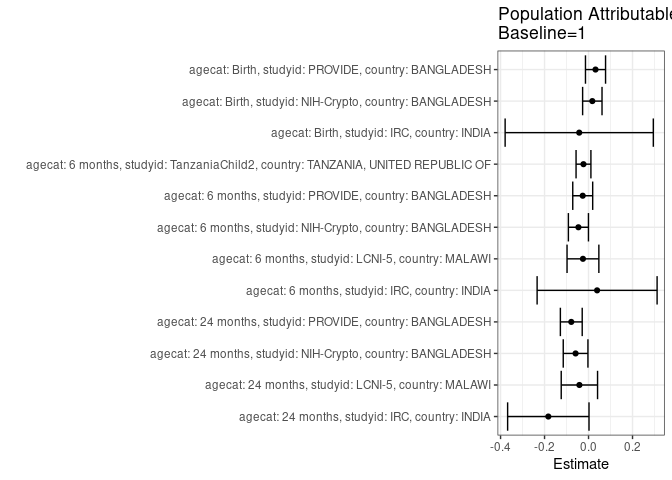 Population Attributable
Baseline=1
agecat: Birth, studyid: PROVIDE, country: BANGLADESH
agecat: Birth, studyid: NIH-Crypto, country: BANGLADESH
agecat: Birth, studyid: IRC, country: INDIA
agecat: 6 months, studyid: TanzaniaChild2, country: TANZANIA, UNITED REPUBLIC OF
agecat: 6 months, studyid: PROVIDE, country: BANGLADESH
agecat: 6 months, studyid: NIH-Crypto, country: BANGLADESH
agecat: 6 months, studyid: LCNI-5, country: MALAWI
agecat: 6 months, studyid: IRC, country: INDIA
agecat: 24 months, studyid: PROVIDE, country: BANGLADESH
agecat: 24 months, studyid: NIH-Crypto, country: BANGLADESH
agecat: 24 months, studyid: LCNI-5, country: MALAWI
agecat: 24 months, studyid: IRC, country: INDIA
-0.4 -0.2 0.0 0.2
Estimate